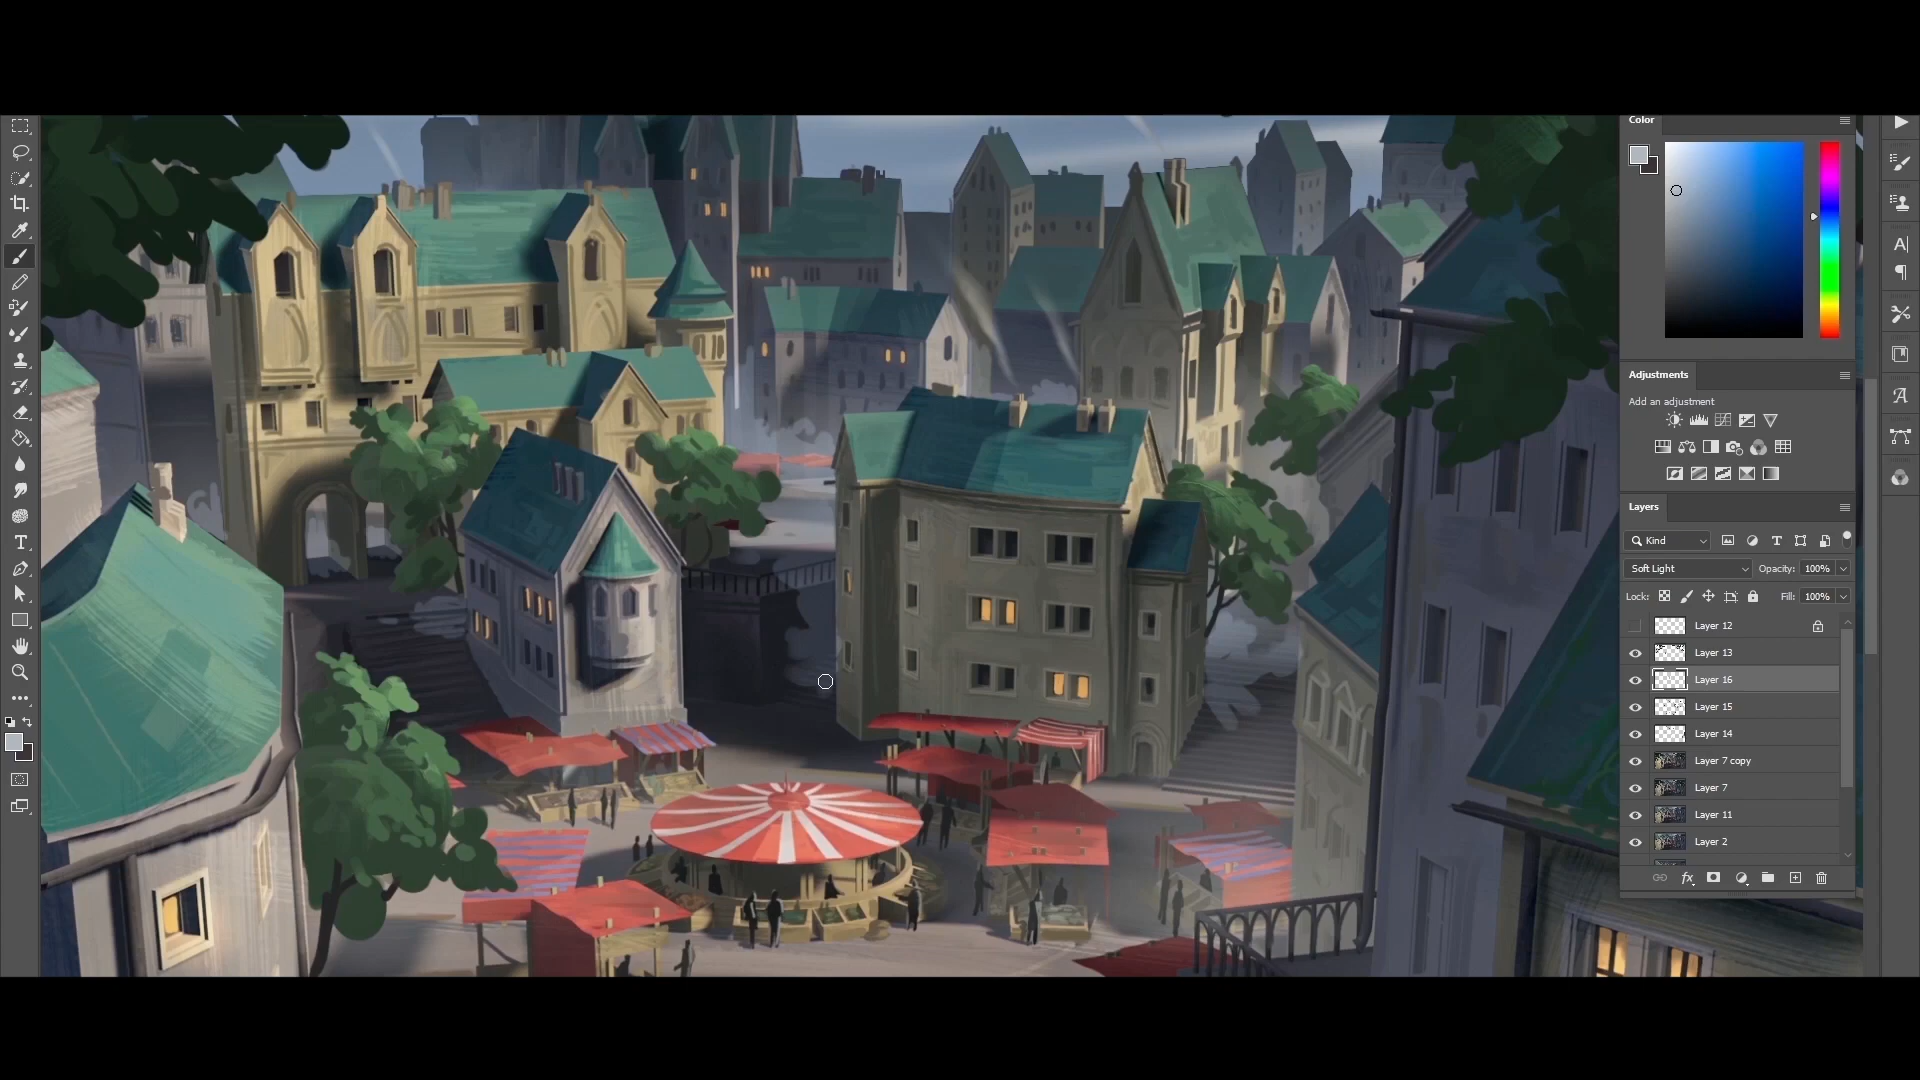 Color
Adjustments
Add an adjustment
Layers
Kind
Soft Light
Opacity: 100%
Lock:
Fill: 100%
Layer 12
Layer 13
Layer 16
Layer 15
Layer 14
Layer 7 copy
Layer 7
Layer 11
Layer 2